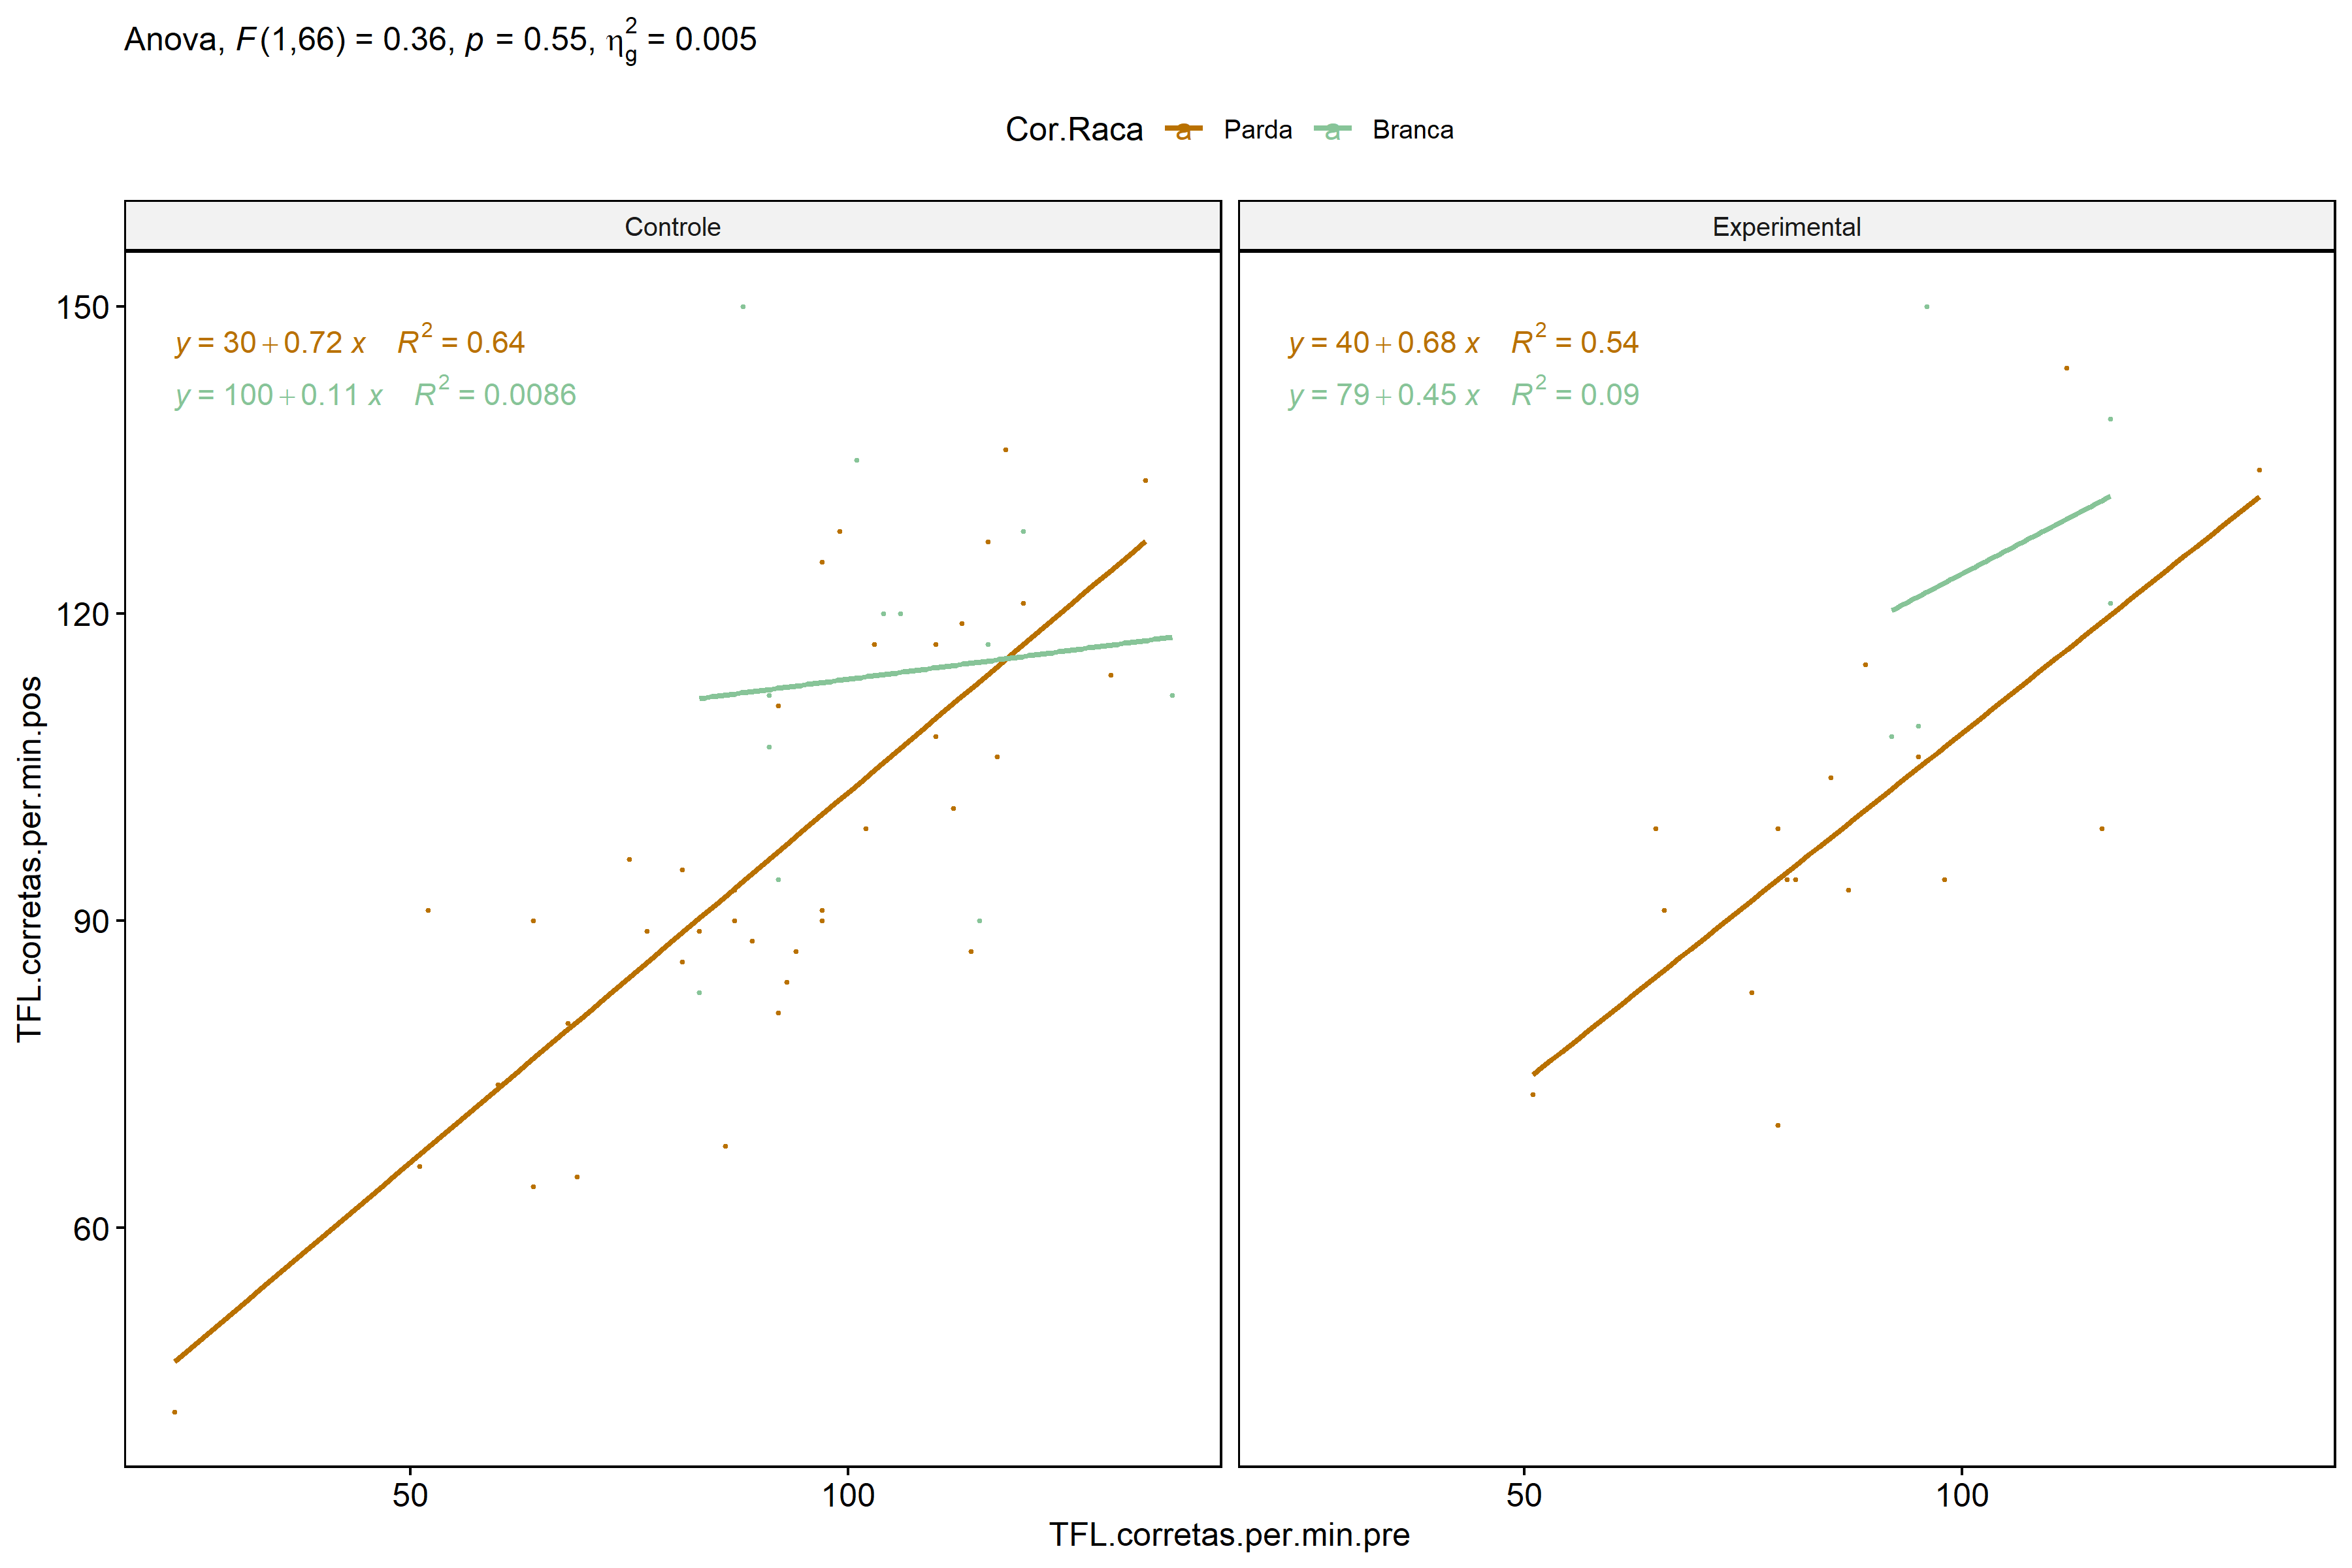 Anova, F(1,66) = 0.36, p = 0.55, η²g = 0.005
Cor.Raca a Parda a Branca
Controle
Experimental
y = 30 + 0.72 x R² = 0.64
y = 100 + 0.11 x R² = 0.0086
y = 40 + 0.68 x R² = 0.54
y = 79 + 0.45 x R² = 0.09
150
120
90
60
TFL.corretas.per.min.pos
50 100
50 100
TFL.corretas.per.min.pre